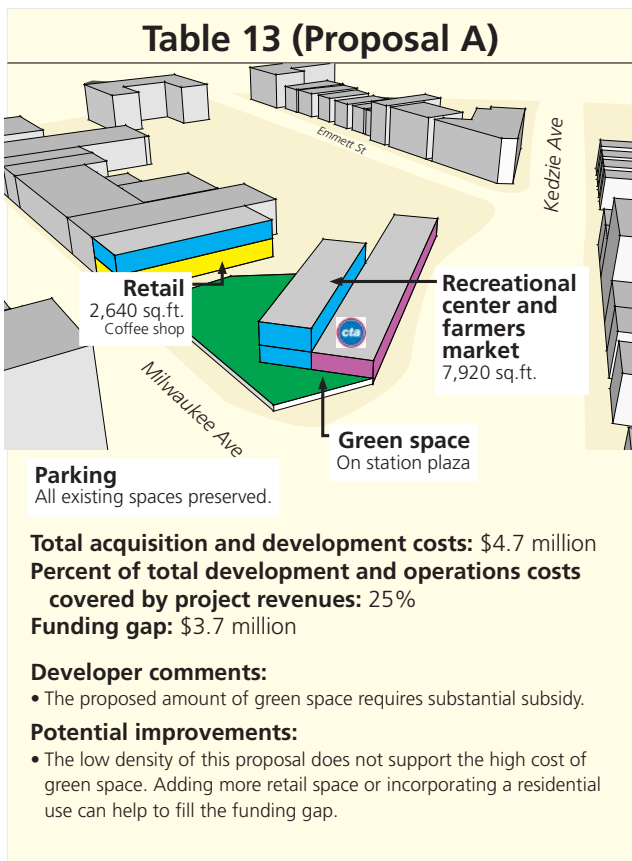 Table 13 (Proposal A)
Emmett St
Kedzie Ave
Retail
2,640 sq.ft.
Coffee shop
cta
Recreational
center and
farmers
market
7,920 sq.ft.
Milwaukee Ave
Green space
On station plaza
Parking
All existing spaces preserved.
Total acquisition and development costs: $4.7 million
Percent of total development and operations costs
covered by project revenues: 25%
Funding gap: $3.7 million
Developer comments:
• The proposed amount of green space requires substantial subsidy.
Potential improvements:
• The low density of this proposal does not support the high cost of
green space. Adding more retail space or incorporating a residential
use can help to fill the funding gap.